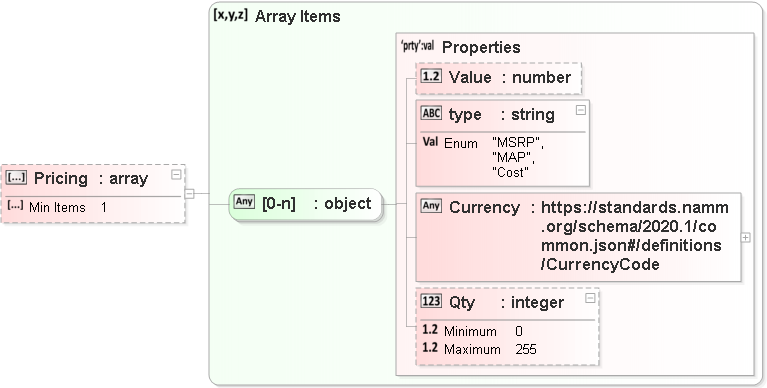 [x,y,z] Array Items
'prty':val Properties
1.2 Value : number
ABC type : string
Val Enum "MSRP",
"MAP",
"Cost"
[...] Pricing : array
[...] Min Items 1
Any [0-n] : object
Any Currency : https://standards.namm
.org/schema/2020.1/co
mmon.json#/definitions
/CurrencyCode
123 Qty : integer
1.2 Minimum 0
1.2 Maximum 255